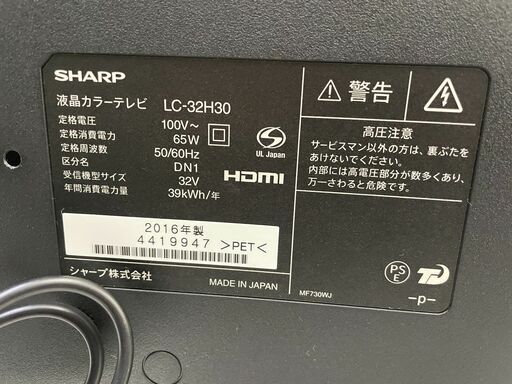 SHARP
液晶カラーテレビ LC-32H30
定格電圧 100V～
定格消費電力 65W
定格周波数 50/60Hz
区分名 DN1
受信機型サイズ 32V
年間消費電力量 39kWh/年
UL Japan
HDMI
2016年製
4419947 >PET<
シャープ株式会社 MADE IN JAPAN
警告
高圧注意
サービスマン以外の方は、裏ぶたを
あけないでください。
内部には高電圧部分が数多くあり、
万一さわると危険です。
PS
E
-p-
MF730WJ